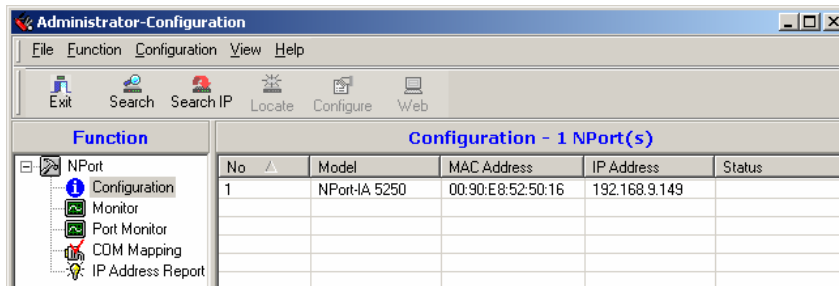 Administrator-Configuration
File Function Configuration View Help
Exit Search Search IP Locate Configure Web
Function
Configuration - 1 NPort(s)
NPort
Configuration
Monitor
Port Monitor
COM Mapping
IP Address Report
No Model MAC Address IP Address Status
1 NPort-IA 5250 00:90:E8:52:50:16 192.168.9.149